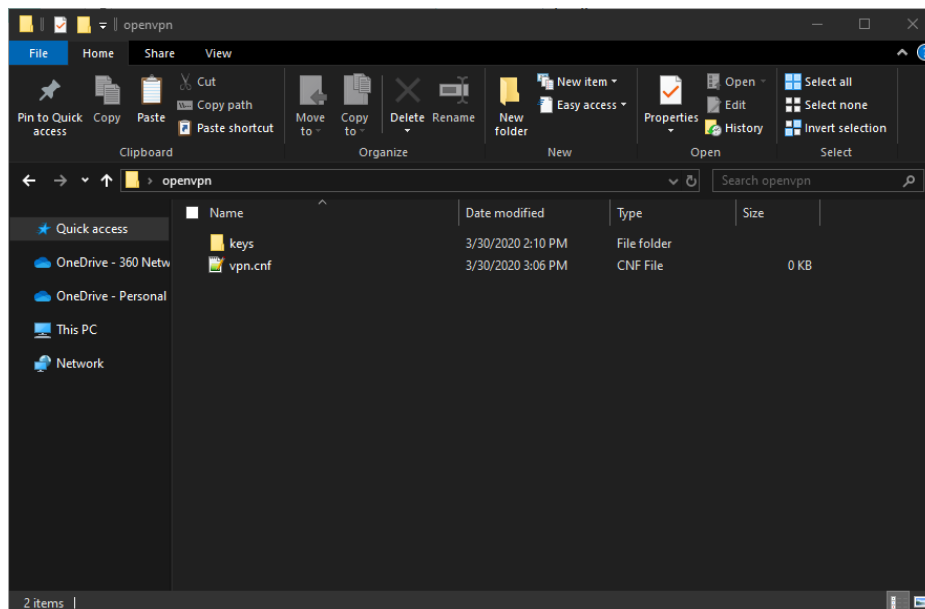 openvpn
File Home Share View
Pin to Quick access
Copy
Paste
Cut
Copy path
Paste shortcut
Clipboard
Move to
Copy to
Delete
Rename
Organize
New folder
New item
Easy access
New
Properties
Open
Edit
History
Open
Select all
Select none
Invert selection
Select
openvpn
Search openvpn
Name Date modified Type Size
Quick access
OneDrive - 360 Netw
OneDrive - Personal
This PC
Network
keys 3/30/2020 2:10 PM File folder
vpn.cnf 3/30/2020 3:06 PM CNF File 0 KB
2 items